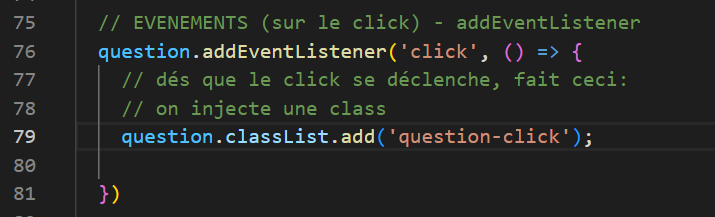 75 // EVENEMENTS (sur le click) - addEventListener
76 question.addEventListener('click', () => {
77 // dés que le click se déclenche, fait ceci:
78 // on injecte une class
79 question.classList.add('question-click');
80
81 })